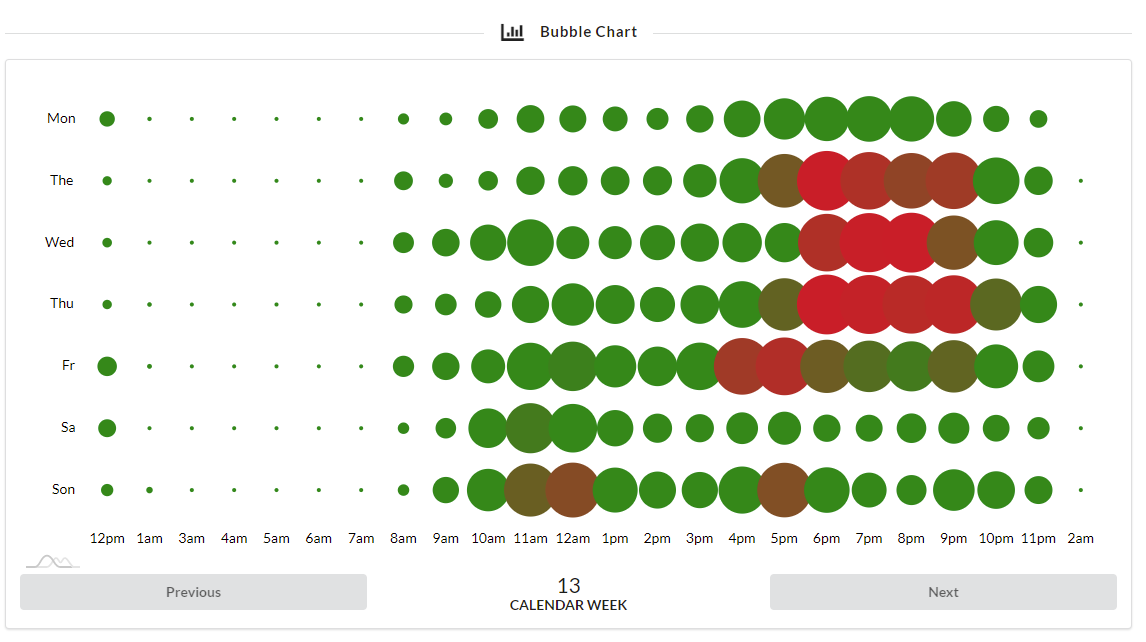 Bubble Chart
Mon
The
Wed
Thu
Fr
Sa
Son
12pm 1am 3am 4am 5am 6am 7am 8am 9am 10am 11am 12am 1pm 2pm 3pm 4pm 5pm 6pm 7pm 8pm 9pm 10pm 11pm 2am
Previous
13
CALENDAR WEEK
Next